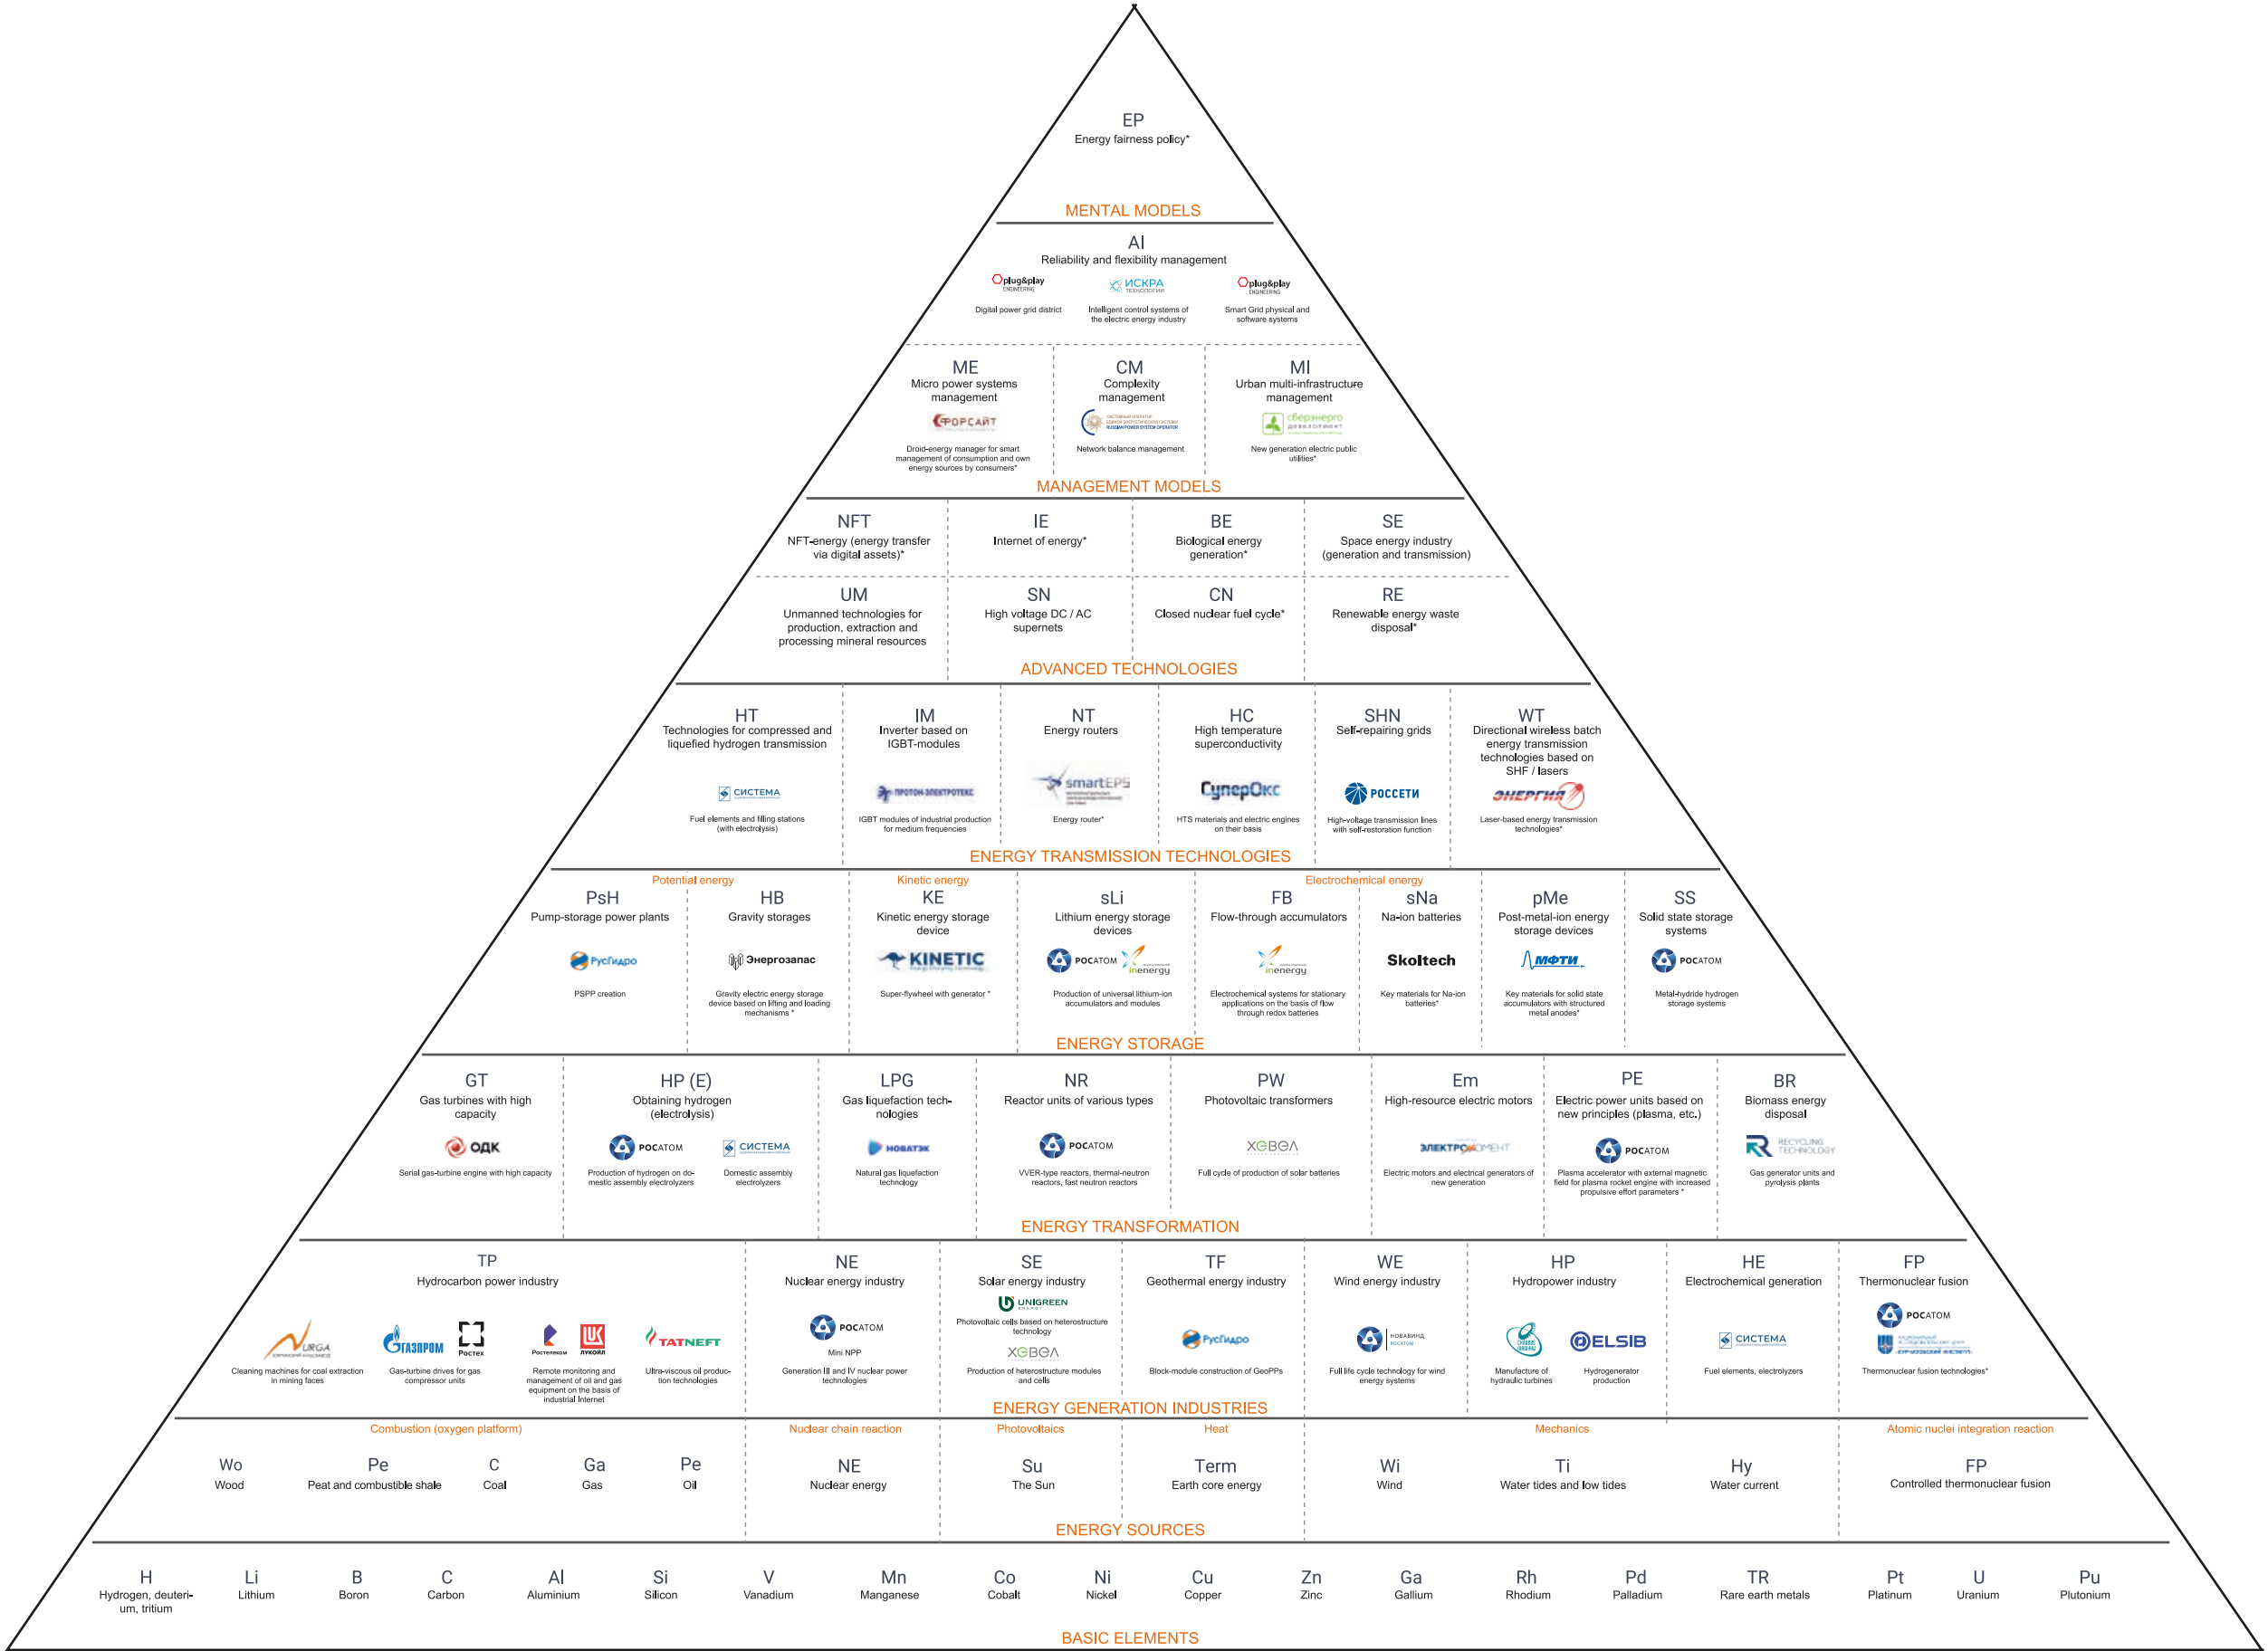 EP
Energy fairness policy*
MENTAL MODELS
AI
Reliability and flexibility management
plug&play
ENGINEERING
Digital power grid district
ИСКРА
ТЕХНОЛОГИИ
Intelligent control systems of
the electric energy industry
plug&play
ENGINEERING
Smart Grid physical and
software systems
ME
Micro power systems
management
ФОРСАЙТ
Droid-energy manager for smart
management of consumption and own
energy sources by consumers*
CM
Complexity
management
СИСТЕМНЫЙ ОПЕРАТОР
ЕДИНОЙ ЭНЕРГЕТИЧЕСКОЙ СИСТЕМЫ
RUSSIAN POWER SYSTEM OPERATOR
Network balance management
MI
Urban multi-infrastructure
management
сберэнерго
девелопмент
New generation electric public
utilities*
MANAGEMENT MODELS
NFT
NFT-energy (energy transfer
via digital assets)*
IE
Internet of energy*
BE
Biological energy
generation*
SE
Space energy industry
(generation and transmission)
UM
Unmanned technologies for
production, extraction and
processing mineral resources
SN
High voltage DC / AC
supernets
CN
Closed nuclear fuel cycle*
RE
Renewable energy waste
disposal*
ADVANCED TECHNOLOGIES
HT
Technologies for compressed and
liquefied hydrogen transmission
СИСТЕМА
Fuel elements and filling stations
(with electrolysis)
IM
Inverter based on
IGBT-modules
ПРОТОН-ЭЛЕКТРОТЕКС
IGBT modules of industrial production
for medium frequencies
NT
Energy routers
smartEPS
Energy router*
HC
High temperature
superconductivity
СуперОкс
HTS materials and electric engines
on their basis
SHN
Self-repairing grids
РОССЕТИ
High-voltage transmission lines
with self-restoration function
WT
Directional wireless batch
energy transmission
technologies based on
SHF / lasers
ЭНЕРГИЯ
Laser-based energy transmission
technologies*
ENERGY TRANSMISSION TECHNOLOGIES
Potential energy
Kinetic energy
Electrochemical energy
PsH
Pump-storage power plants
РусГидро
PSPP creation
HB
Gravity storages
Энергозапас
Gravity electric energy storage
device based on lifting and loading
mechanisms *
KE
Kinetic energy storage
device
KINETIC
Super-flywheel with generator *
sLi
Lithium energy storage
devices
РОСАТОМ
inenergy
Production of universal lithium-ion
accumulators and modules
FB
Flow-through accumulators
inenergy
Electrochemical systems for stationary
applications on the basis of flow
through redox batteries
sNa
Na-ion batteries
Skoltech
Key materials for Na-ion
batteries*
pMe
Post-metal-ion energy
storage devices
МФТИ
Key materials for solid state
accumulators with structured
metal anodes*
SS
Solid state storage
systems
РОСАТОМ
Metal-hydride hydrogen
storage systems
ENERGY STORAGE
GT
Gas turbines with high
capacity
ОДК
Serial gas-turbine engine with high capacity
HP (E)
Obtaining hydrogen
(electrolysis)
РОСАТОМ
Production of hydrogen on do-
mestic assembly electrolyzers
СИСТЕМА
Domestic assembly
electrolyzers
LPG
Gas liquefaction tech-
nologies
НОВАТЭК
Natural gas liquefaction
technology
NR
Reactor units of various types
РОСАТОМ
VVER-type reactors, thermal-neutron
reactors, fast neutron reactors
PW
Photovoltaic transformers
ХЕВЕЛ
Full cycle of production of solar batteries
Em
High-resource electric motors
ЭЛЕКТРОМОМЕНТ
Electric motors and electrical generators of
new generation
PE
Electric power units based on
new principles (plasma, etc.)
РОСАТОМ
Plasma accelerator with external magnetic
field for plasma rocket engine with increased
propulsive effort parameters *
BR
Biomass energy
disposal
RECYCLING
TECHNOLOGY
Gas generator units and
pyrolysis plants
ENERGY TRANSFORMATION
TP
Hydrocarbon power industry
URGA
Cleaning machines for coal extraction
in mining faces
ГАЗПРОМ
Ростех
Gas-turbine drives for gas
compressor units
Ростелеком
ЛУКОЙЛ
Remote monitoring and
management of oil and gas
equipment on the basis of
industrial Internet
TATNEFT
Ultra-viscous oil produc-
tion technologies
NE
Nuclear energy industry
РОСАТОМ
Mini NPP
Generation III and IV nuclear power
technologies
SE
Solar energy industry
UNIGREEN
ENERGY
Photovoltaic cells based on heterostructure
technology
ХЕВЕЛ
Production of heterostructure modules
and cells
TF
Geothermal energy industry
РусГидро
Block-module construction of GeoPPs
WE
Wind energy industry
НОВАВИНД
РОСАТОМ
Full life cycle technology for wind
energy systems
HP
Hydropower industry
Manufacture of
hydraulic turbines
ELSIB
Hydrogenerator
production
HE
Electrochemical generation
СИСТЕМА
Fuel elements, electrolyzers
FP
Thermonuclear fusion
РОСАТОМ
Thermonuclear fusion technologies*
ENERGY GENERATION INDUSTRIES
Combustion (oxygen platform)
Nuclear chain reaction
Photovoltaics
Heat
Mechanics
Atomic nuclei integration reaction
Wo
Wood
Pe
Peat and combustible shale
C
Coal
Ga
Gas
Pe
Oil
NE
Nuclear energy
Su
The Sun
Term
Earth core energy
Wi
Wind
Ti
Water tides and low tides
Hy
Water current
FP
Controlled thermonuclear fusion
ENERGY SOURCES
H
Hydrogen, deuteri-
um, tritium
Li
Lithium
B
Boron
C
Carbon
Al
Aluminium
Si
Silicon
V
Vanadium
Mn
Manganese
Co
Cobalt
Ni
Nickel
Cu
Copper
Zn
Zinc
Ga
Gallium
Rh
Rhodium
Pd
Palladium
TR
Rare earth metals
Pt
Platinum
U
Uranium
Pu
Plutonium
BASIC ELEMENTS